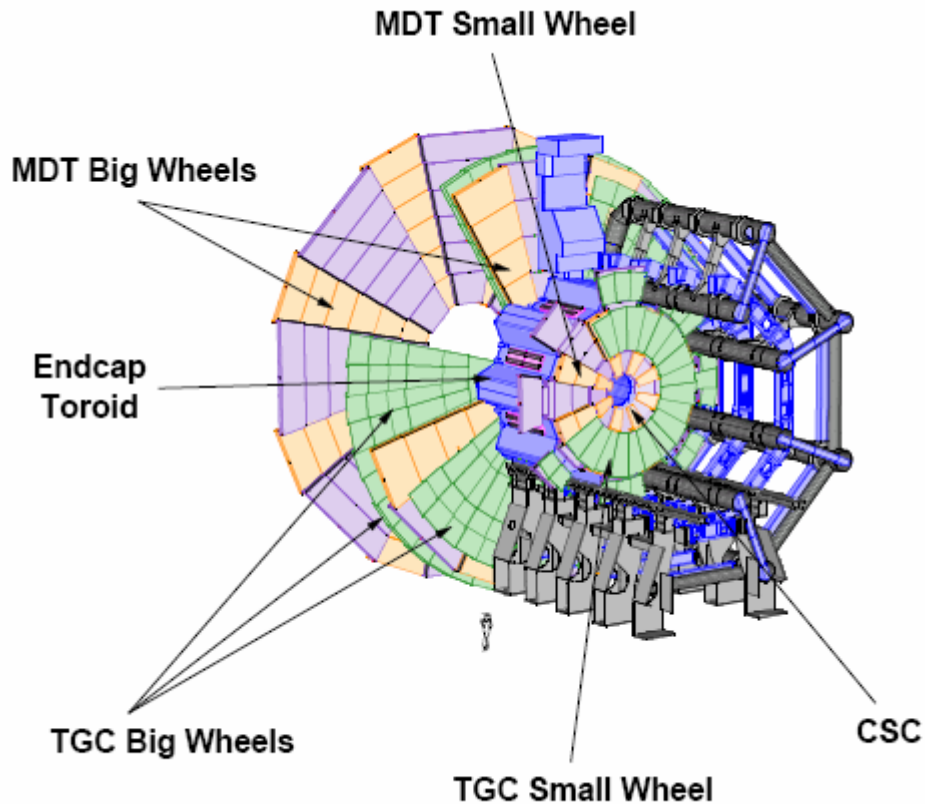 MDT Small Wheel
MDT Big Wheels
Endcap
Toroid
TGC Big Wheels
CSC
TGC Small Wheel